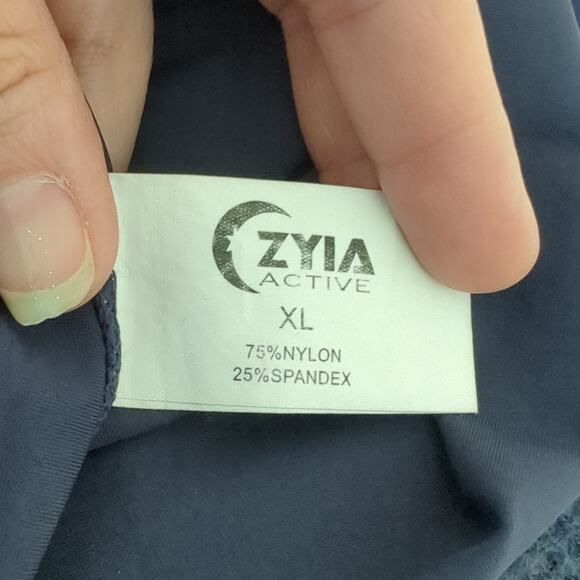 ZYIA
ACTIVE
XL
75%NYLON
25%SPANDEX